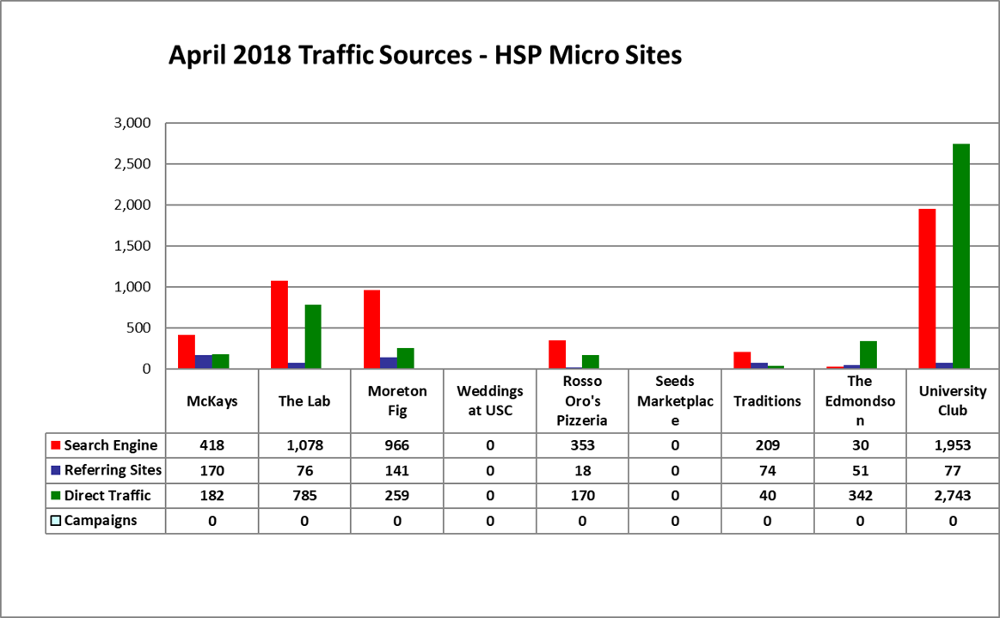 April 2018 Traffic Sources - HSP Micro Sites
3,000
2,500
2,000
1,500
1,000
500
0
McKays
The Lab
Moreton
Fig
Weddings
at USC
Rosso
Oro's
Pizzeria
Seeds
Marketplac
e
Traditions
The
Edmondso
n
University
Club
Search Engine 418 1,078 966 0 353 0 209 30 1,953
Referring Sites 170 76 141 0 18 0 74 51 77
Direct Traffic 182 785 259 0 170 0 40 342 2,743
Campaigns 0 0 0 0 0 0 0 0 0